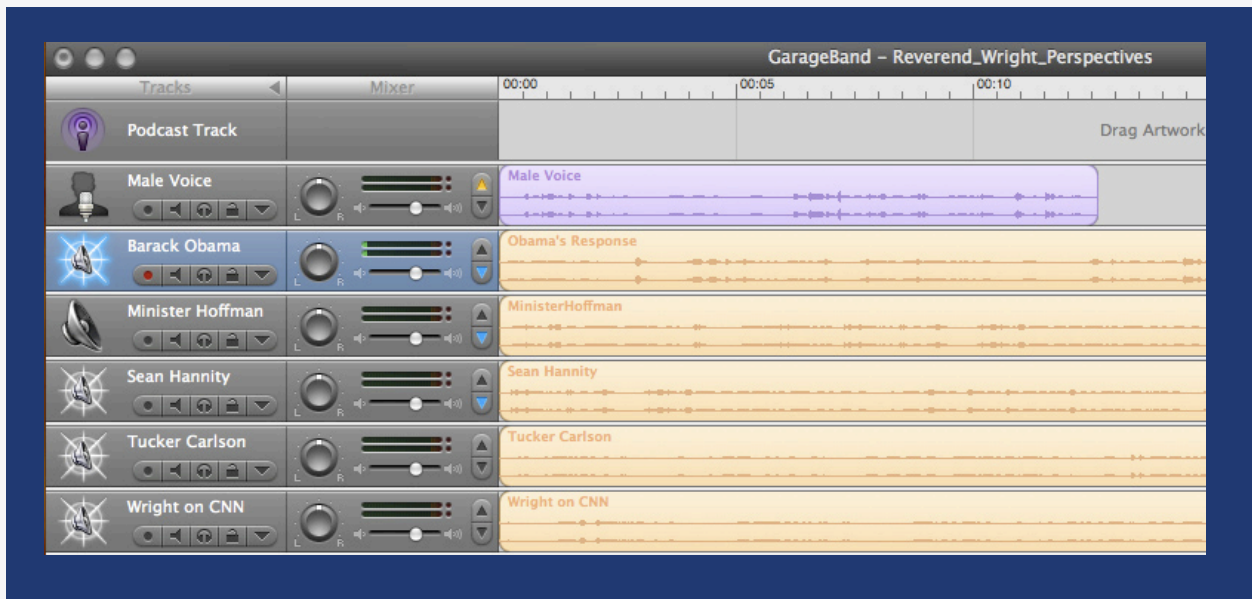 GarageBand – Reverend_Wright_Perspectives
Tracks Mixer 00:00 00:05 00:10
Podcast Track Drag Artwork
Male Voice Male Voice
L R
Barack Obama Obama's Response
L R
Minister Hoffman MinisterHoffman
L R
Sean Hannity Sean Hannity
L R
Tucker Carlson Tucker Carlson
L R
Wright on CNN Wright on CNN
L R